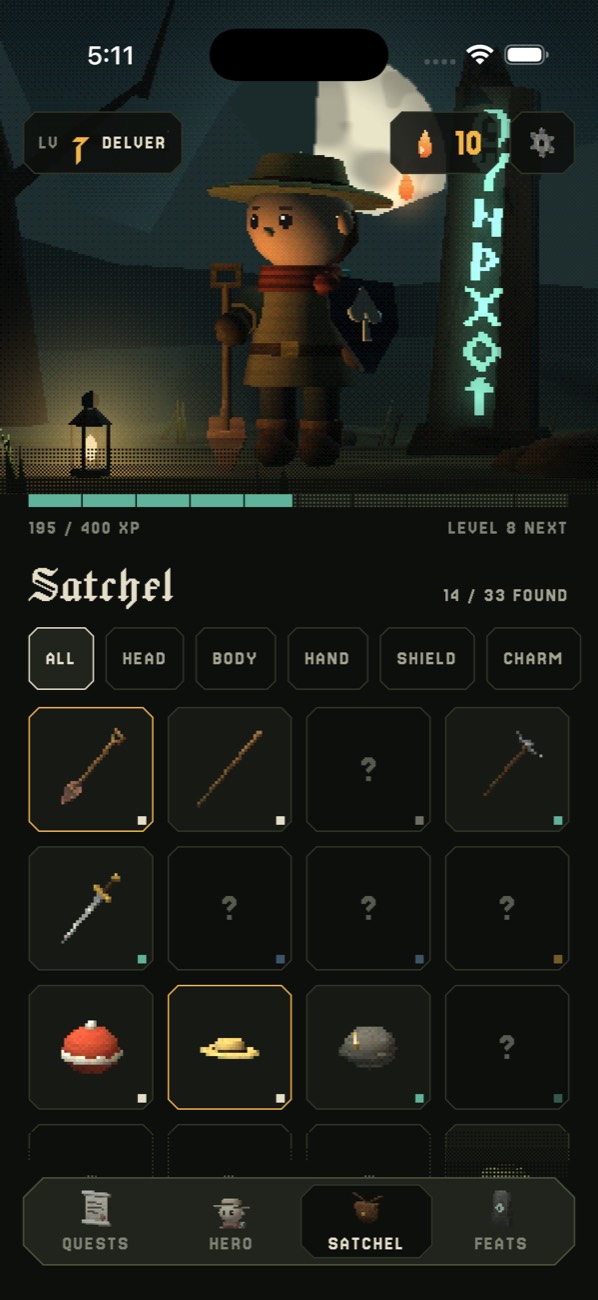 5:11
LV 7 DELVER
10
195 / 400 XP
LEVEL 8 NEXT
Satchel
14 / 33 FOUND
ALL
HEAD
BODY
HAND
SHIELD
CHARM
?
?
?
?
?
QUESTS
HERO
SATCHEL
FEATS